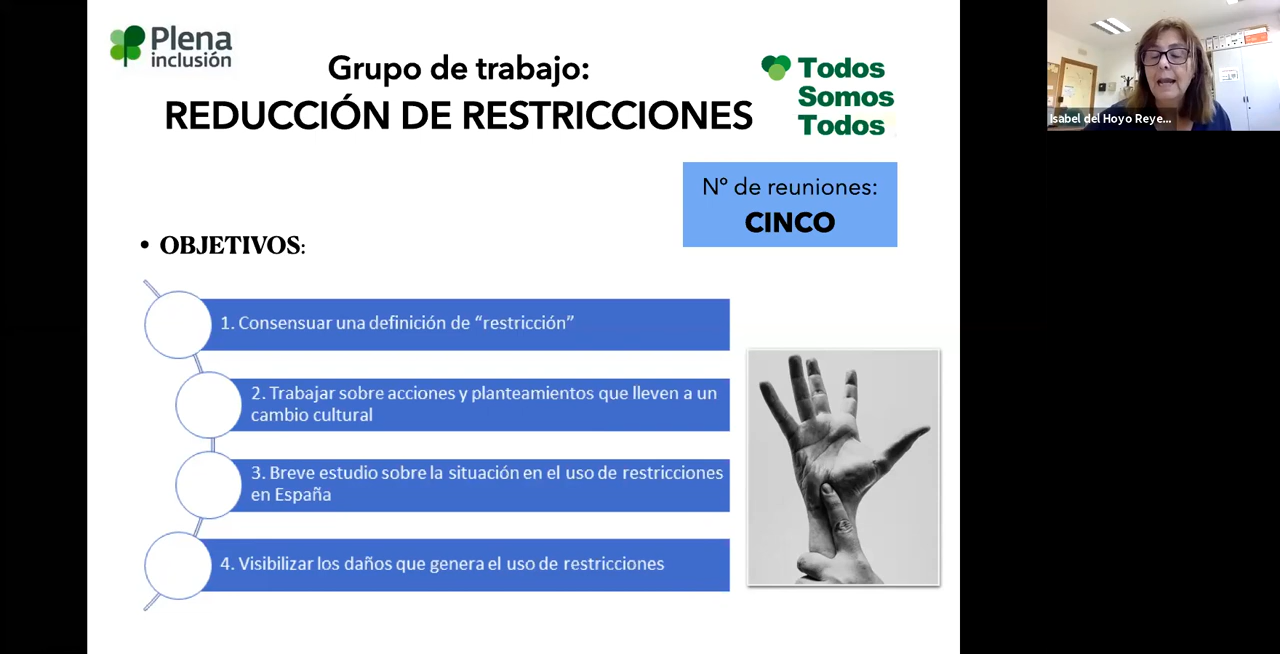 Plena
inclusión
Grupo de trabajo:
REDUCCIÓN DE RESTRICCIONES
Todos
Somos
Todos
Isabel del Hoyo Reye...
Nº de reuniones:
CINCO
• OBJETIVOS:
1. Consensuar una definición de “restricción”
2. Trabajar sobre acciones y planteamientos que lleven a un
cambio cultural
3. Breve estudio sobre la situación en el uso de restricciones
en España
4. Visibilizar los daños que genera el uso de restricciones